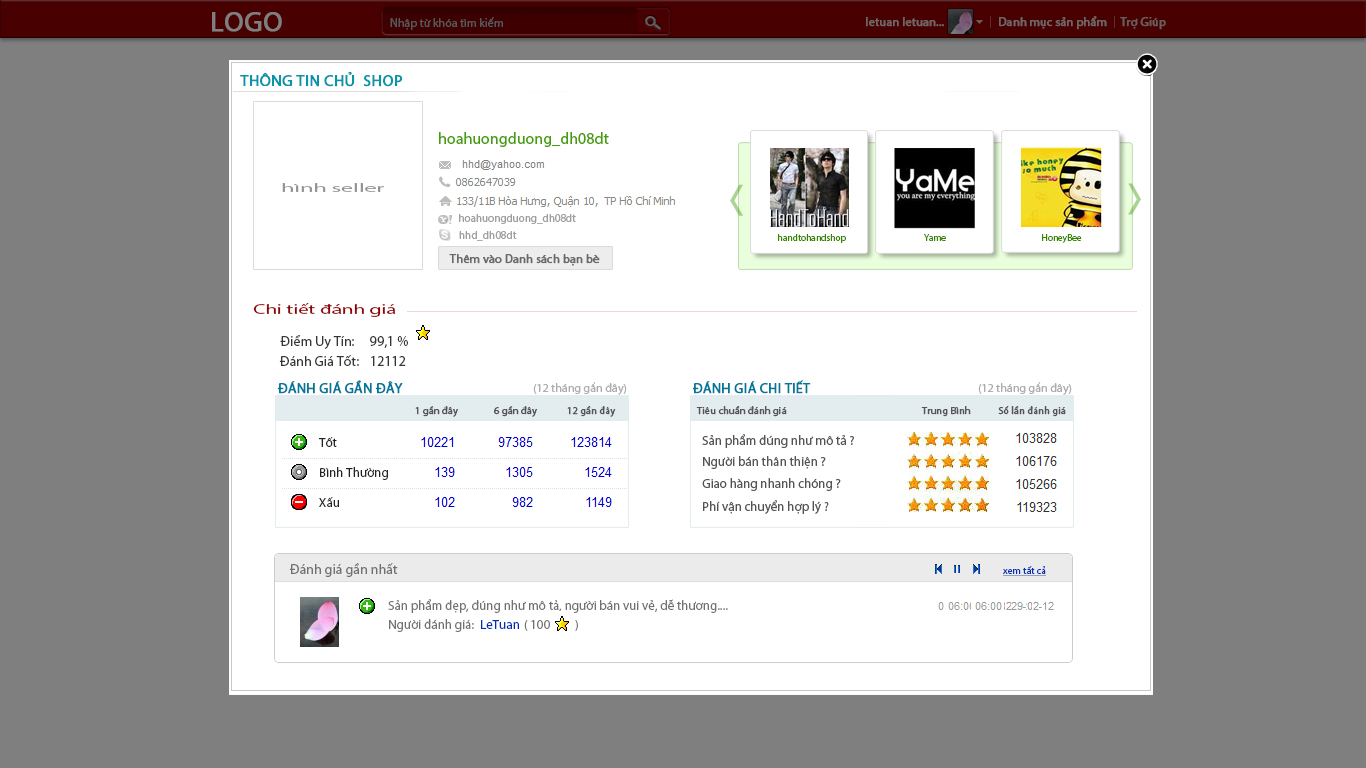 LOGO
Nhập từ khóa tìm kiếm
letuan letuan...
Danh mục sản phẩm
Trợ Giúp
THÔNG TIN CHỦ SHOP
hình seller
hoahuongduong_dh08dt
hhd@yahoo.com
0862647039
133/11B Hòa Hưng, Quận 10, TP Hồ Chí Minh
hoahuongduong_dh08dt
hhd_dh08dt
Thêm vào Danh sách bạn bè
HandToHand
handtohandshop
YaMe
you are my everything
Yame
ike honey
so much
HoneyBee
Chi tiết đánh giá
Điểm Uy Tín: 99,1 %
Đánh Giá Tốt: 12112
ĐÁNH GIÁ GẦN ĐÂY (12 tháng gần đây)
1 gần đây 6 gần đây 12 gần đây
Tốt 10221 97385 123814
Bình Thường 139 1305 1524
Xấu 102 982 1149
ĐÁNH GIÁ CHI TIẾT (12 tháng gần đây)
Tiêu chuẩn đánh giá Trung Bình Số lần đánh giá
Sản phẩm đúng như mô tả ? 103828
Người bán thân thiện ? 106176
Giao hàng nhanh chóng ? 105266
Phí vận chuyển hợp lý ? 119323
Đánh giá gần nhất
xem tất cả
Sản phẩm đẹp, đúng như mô tả, người bán vui vẻ, dễ thương.... 06:00 29-02-12
Người đánh giá: LeTuan ( 100 )